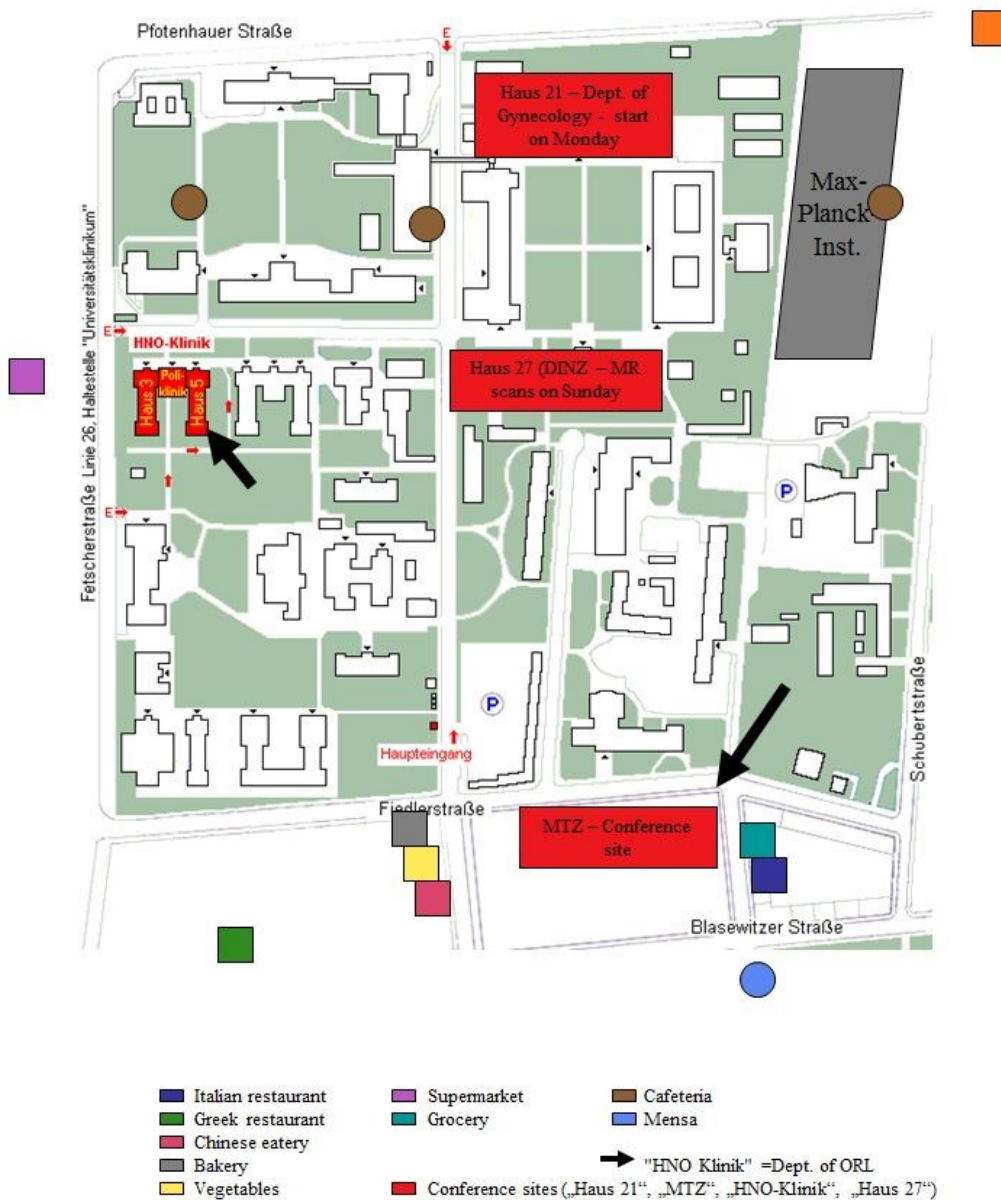 Pfotenhauer Straße
E
Haus 21 – Dept. of
Gynecology - start
on Monday
Max-
Planck
Inst.
Fetscherstraße Linie 26, Haltestelle "Universitätsklinikum"
E
HNO-Klinik
Haus 3
Poli-
klinik
Haus 5
Haus 27 (DINZ – MR
scans on Sunday
P
E
P
Schubertstraße
Haupteingang
Fiedlerstraße
MTZ – Conference
site
Blasewitzer Straße
Italian restaurant
Supermarket
Cafeteria
Greek restaurant
Grocery
Mensa
Chinese eatery
Bakery
"HNO Klinik" =Dept. of ORL
Vegetables
Conference sites („Haus 21“, „MTZ“, „HNO-Klinik“, „Haus 27“)